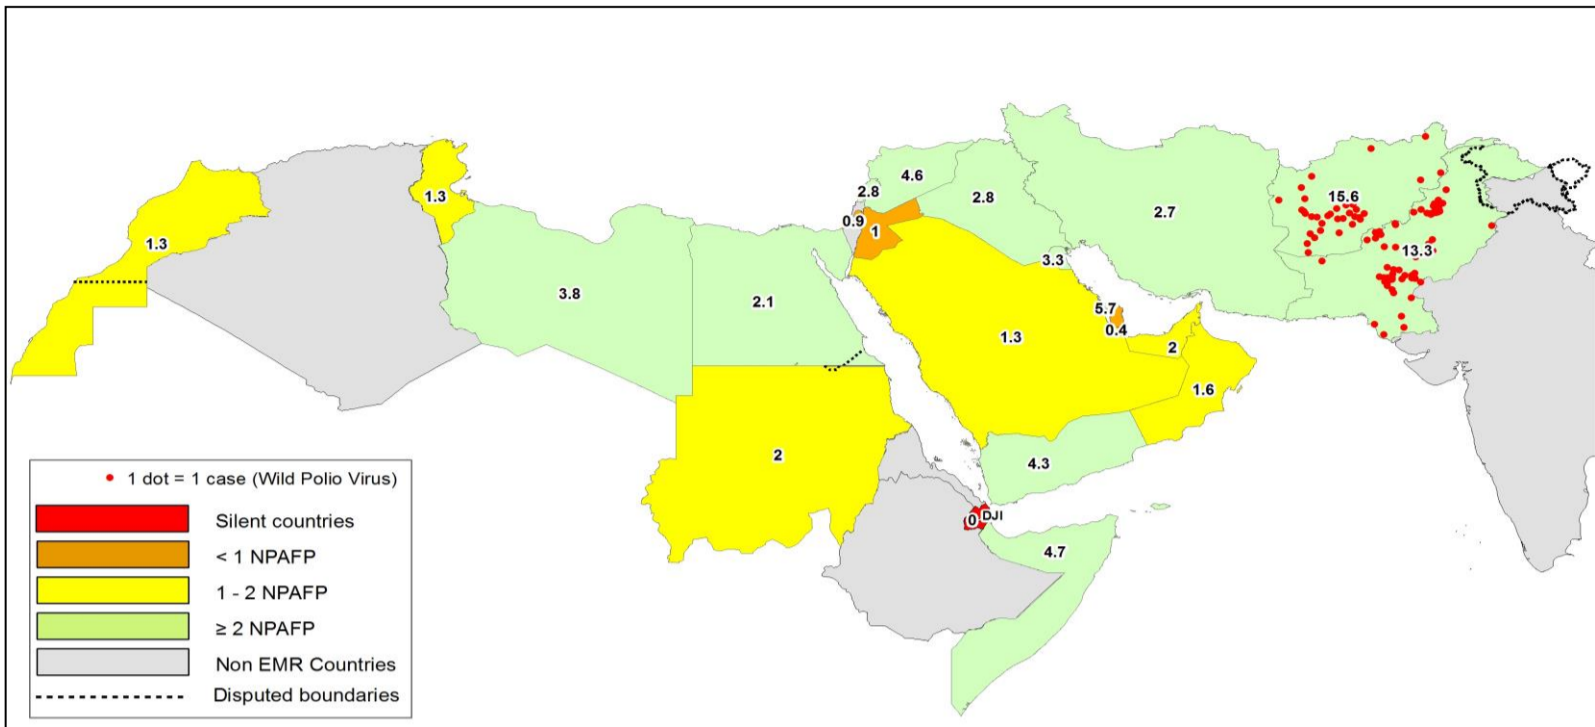 4.6
2.8
2.8
2.7
15.6
1.3
0.9
1
13.3
1.3
3.3
3.8
2.1
5.7
0.4
1.3
2
1.6
2
4.3
0
DJI
4.7
1 dot = 1 case (Wild Polio Virus)
Silent countries
< 1 NPAFP
1 - 2 NPAFP
≥ 2 NPAFP
Non EMR Countries
Disputed boundaries